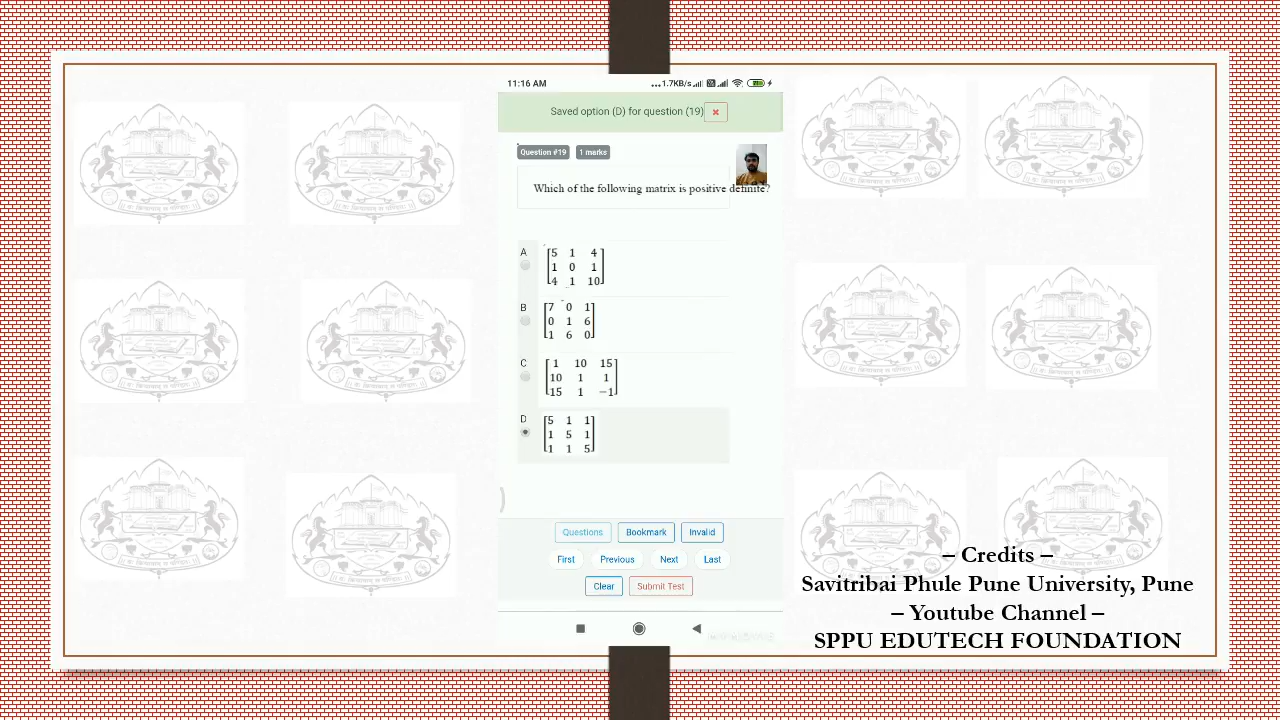 11:16 AM
...1.7KB/s
Saved option (D) for question (19)
Question #19 1 marks
Which of the following matrix is positive definite?
A
5 1 4
1 0 1
4 1 10
B
7 0 1
0 1 6
1 6 0
C
1 10 15
10 1 1
15 1 −1
D
5 1 1
1 5 1
1 1 5
Questions Bookmark Invalid
First Previous Next Last
Clear Submit Test
– Credits –
Savitribai Phule Pune University, Pune
– Youtube Channel –
SPPU EDUTECH FOUNDATION